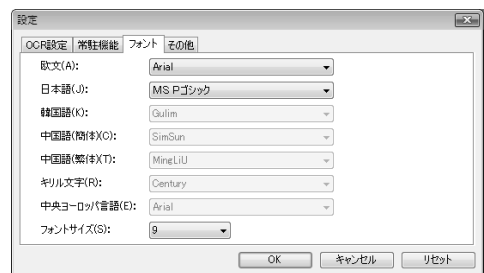 設定
OCR設定 常駐機能 フォント その他
欧文(A): Arial
日本語(J): MS Pゴシック
韓国語(K): Gulim
中国語(簡体)(C): SimSun
中国語(繁体)(T): MingLiU
キリル文字(R): Century
中央ヨーロッパ言語(E): Arial
フォントサイズ(S): 9
OK キャンセル リセット